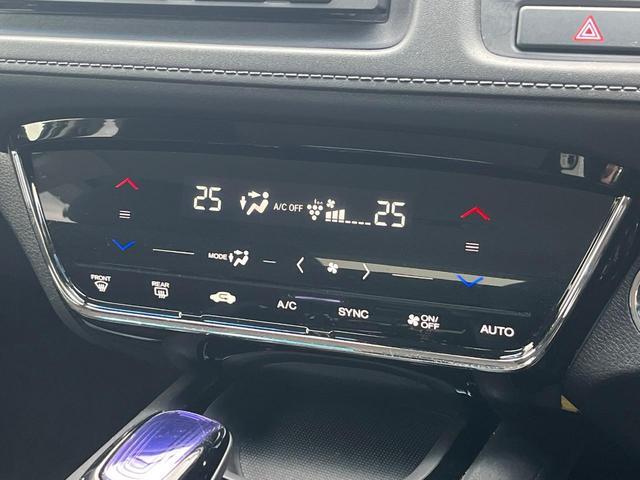 25 A/C OFF 25
MODE
FRONT REAR A/C SYNC ON/OFF AUTO